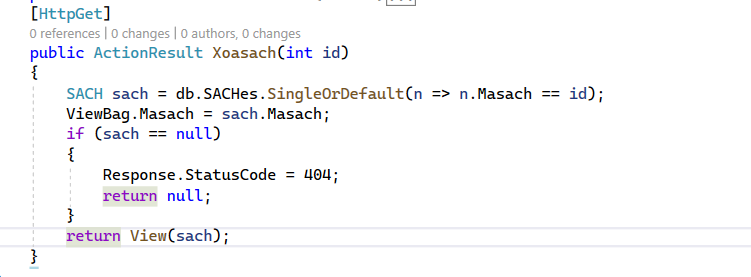 [HttpGet]
0 references | 0 changes | 0 authors, 0 changes
public ActionResult Xoasach(int id)
{
SACH sach = db.SACHes.SingleOrDefault(n => n.Masach == id);
ViewBag.Masach = sach.Masach;
if (sach == null)
{
Response.StatusCode = 404;
return null;
}
return View(sach);
}